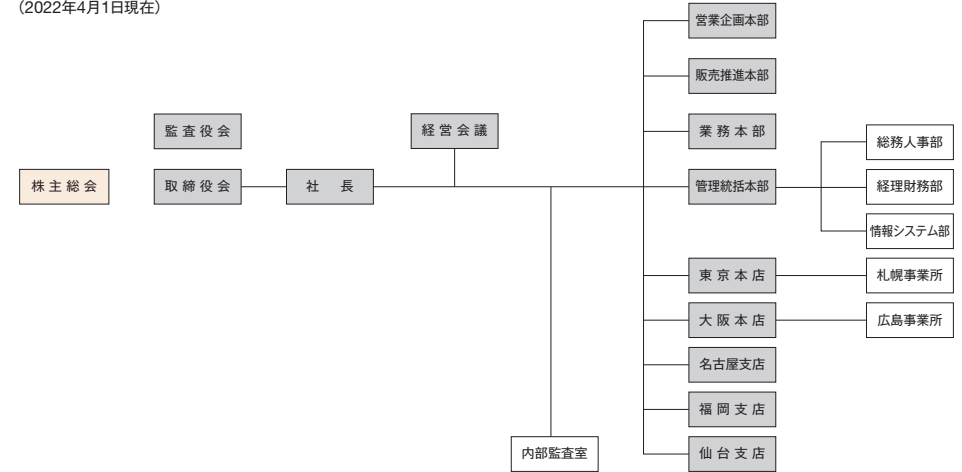 （2022年4月1日現在）
営業企画本部
販売推進本部
監査役会
経営会議
業務本部
総務人事部
株主総会
取締役会
社長
管理統括本部
経理財務部
情報システム部
東京本店
札幌事業所
大阪本店
広島事業所
名古屋支店
福岡支店
内部監査室
仙台支店